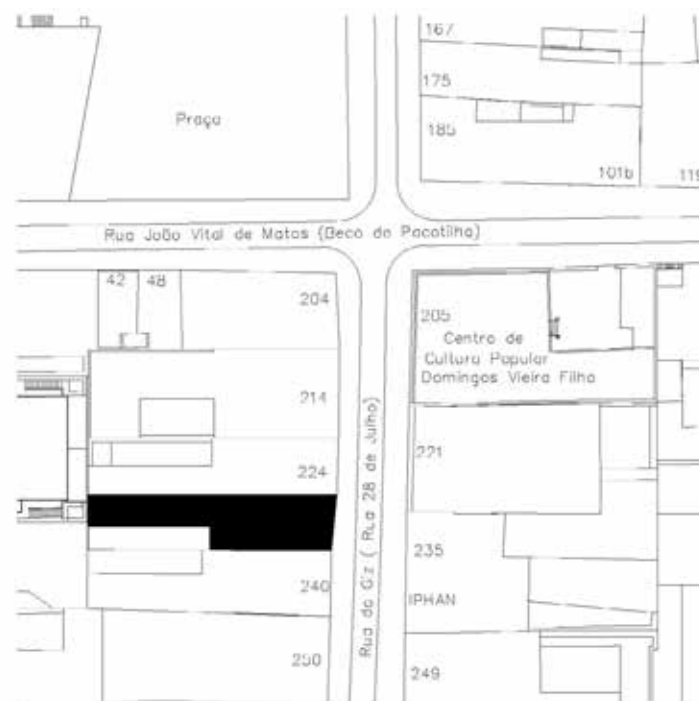 167
175
Praça
185
101b
119
Rua João Vital de Matos (Beco da Pacotilha)
42
48
204
205
Centro de
Cultura Popular
Domingos Vieira Filho
214
Rua do Giz ( Rua 28 de Julho)
221
224
235
240
IPHAN
250
249